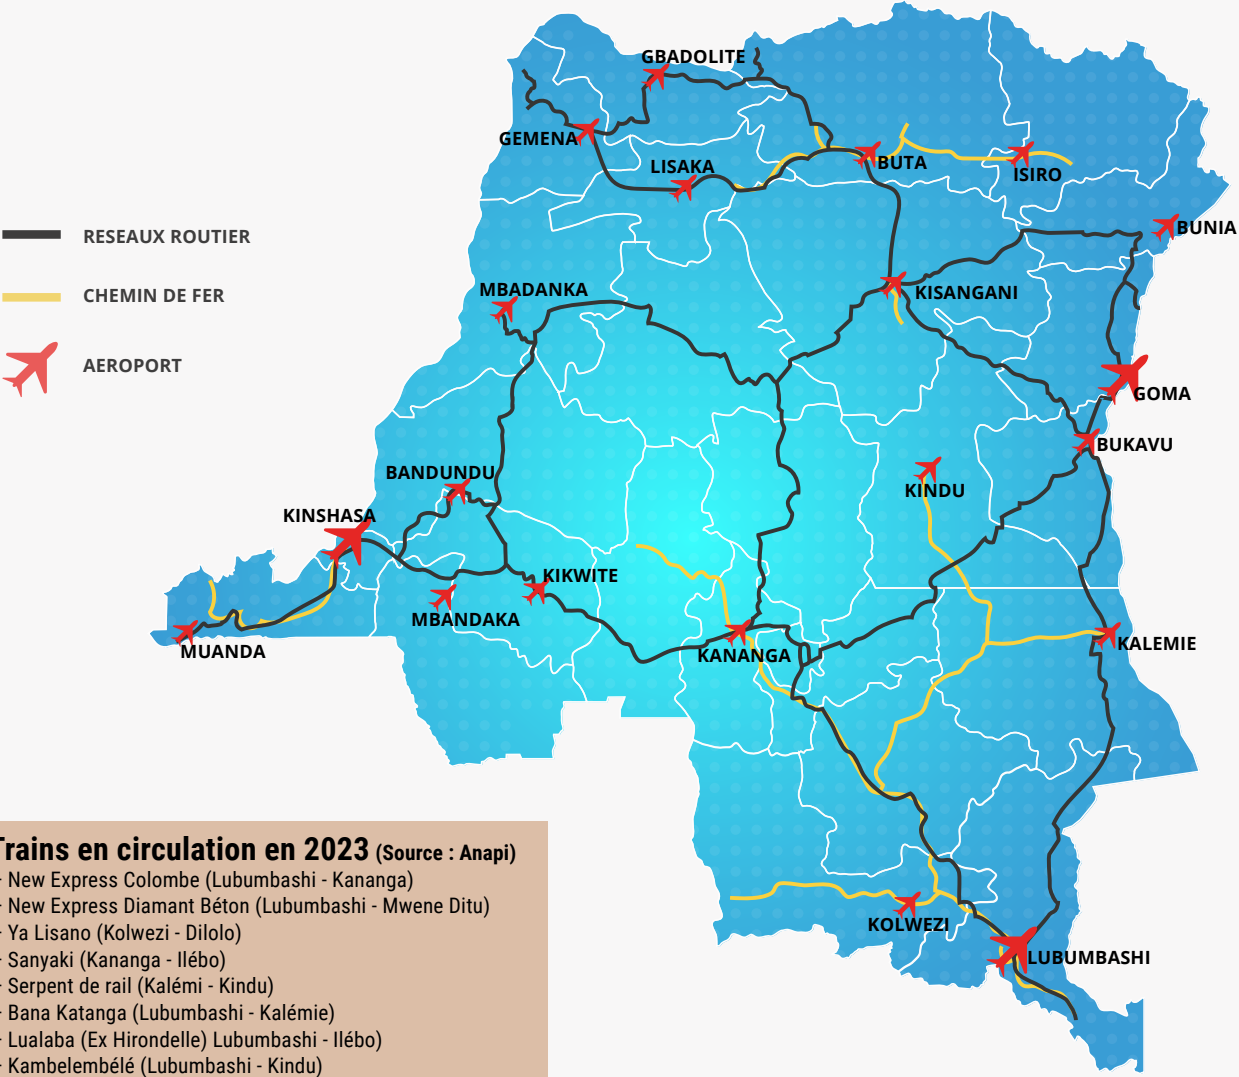 GBADOLITE
GEMENA
LISAKA
BUTA
ISIRO
BUNIA
RESEAUX ROUTIER
CHEMIN DE FER
AEROPORT
MBADANKA
KISANGANI
GOMA
BUKAVU
BANDUNDU
KINDU
KINSHASA
KIKWITE
MBANDAKA
MUANDA
KANANGA
KALEMIE
KOLWEZI
LUBUMBASHI
Trains en circulation en 2023 (Source : Anapi)
- New Express Colombe (Lubumbashi - Kananga)
- New Express Diamant Béton (Lubumbashi - Mwene Ditu)
- Ya Lisano (Kolwezi - Dilolo)
- Sanyaki (Kananga - Ilébo)
- Serpent de rail (Kalémi - Kindu)
- Bana Katanga (Lubumbashi - Kalémie)
- Lualaba (Ex Hirondelle) Lubumbashi - Ilébo)
- Kambelembélé (Lubumbashi - Kindu)